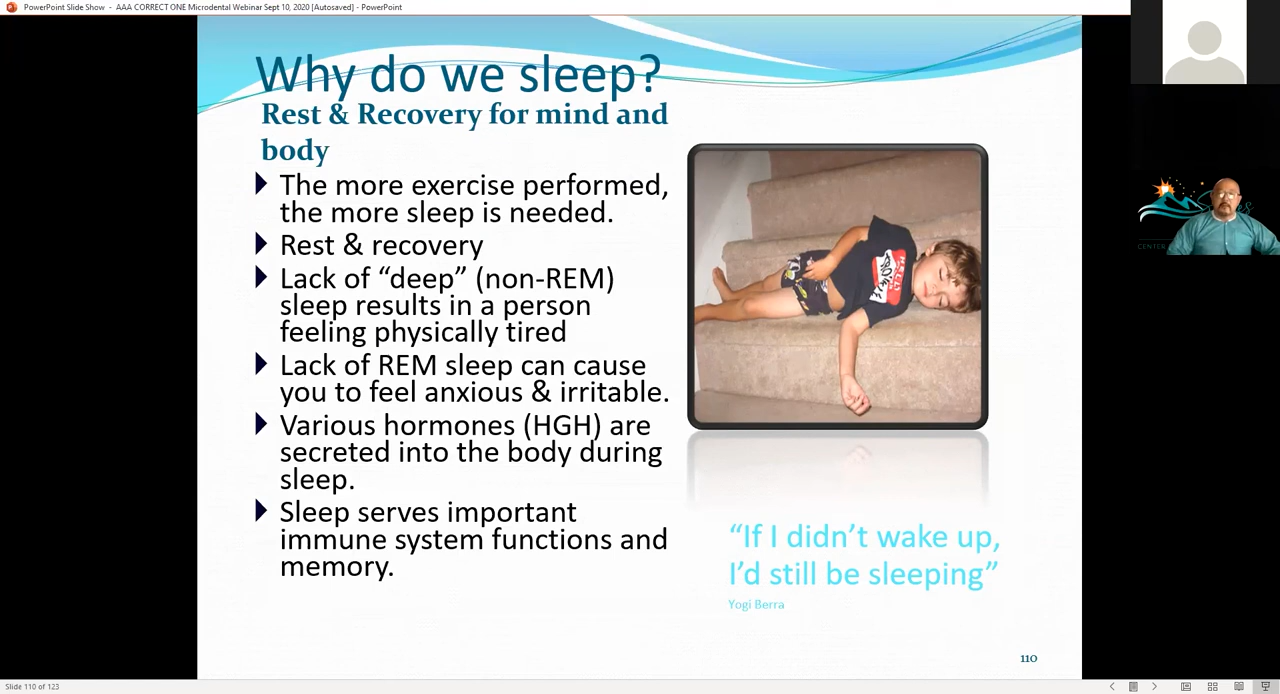 PowerPoint Slide Show - AAA CORRECT ONE Microdental Webinar Sept 10, 2020 [Autosaved] - PowerPoint
Why do we sleep?
Rest & Recovery for mind and
body
The more exercise performed,
the more sleep is needed.
Rest & recovery
Lack of “deep” (non-REM)
sleep results in a person
feeling physically tired
Lack of REM sleep can cause
you to feel anxious & irritable.
Various hormones (HGH) are
secreted into the body during
sleep.
Sleep serves important
immune system functions and
memory.
“If I didn’t wake up,
I’d still be sleeping”
Yogi Berra
110
CENTER
Slide 110 of 123